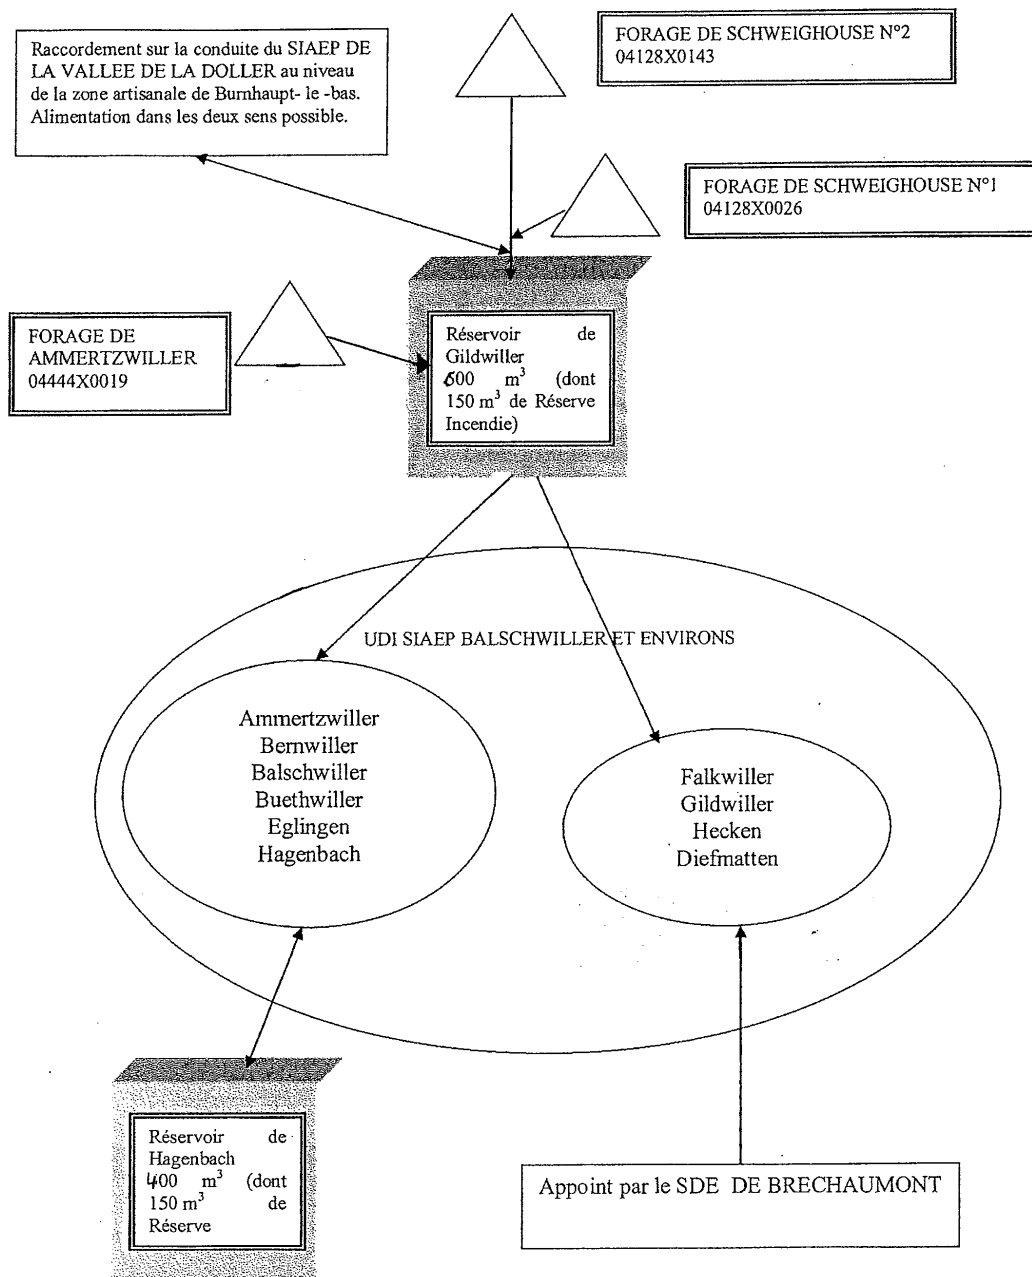 Raccordement sur la conduite du SIAEP DE
LA VALLEE DE LA DOLLER au niveau
de la zone artisanale de Burnhaupt- le -bas.
Alimentation dans les deux sens possible.
FORAGE DE SCHWEIGHOUSE N°2
04128X0143
FORAGE DE SCHWEIGHOUSE N°1
04128X0026
FORAGE DE
AMMERTZWILLER
04444X0019
Réservoir de
Gildwiller
600 m³ (dont
150 m³ de Réserve
Incendie)
UDI SIAEP BALSCHWILLER ET ENVIRONS
Ammertzwiller
Bernwiller
Balschwiller
Buethwiller
Eglingen
Hagenbach
Falkwiller
Gildwiller
Hecken
Diefmatten
Réservoir de
Hagenbach
400 m³ (dont
150 m³ de
Réserve
Appoint par le SDE DE BRECHAUMONT